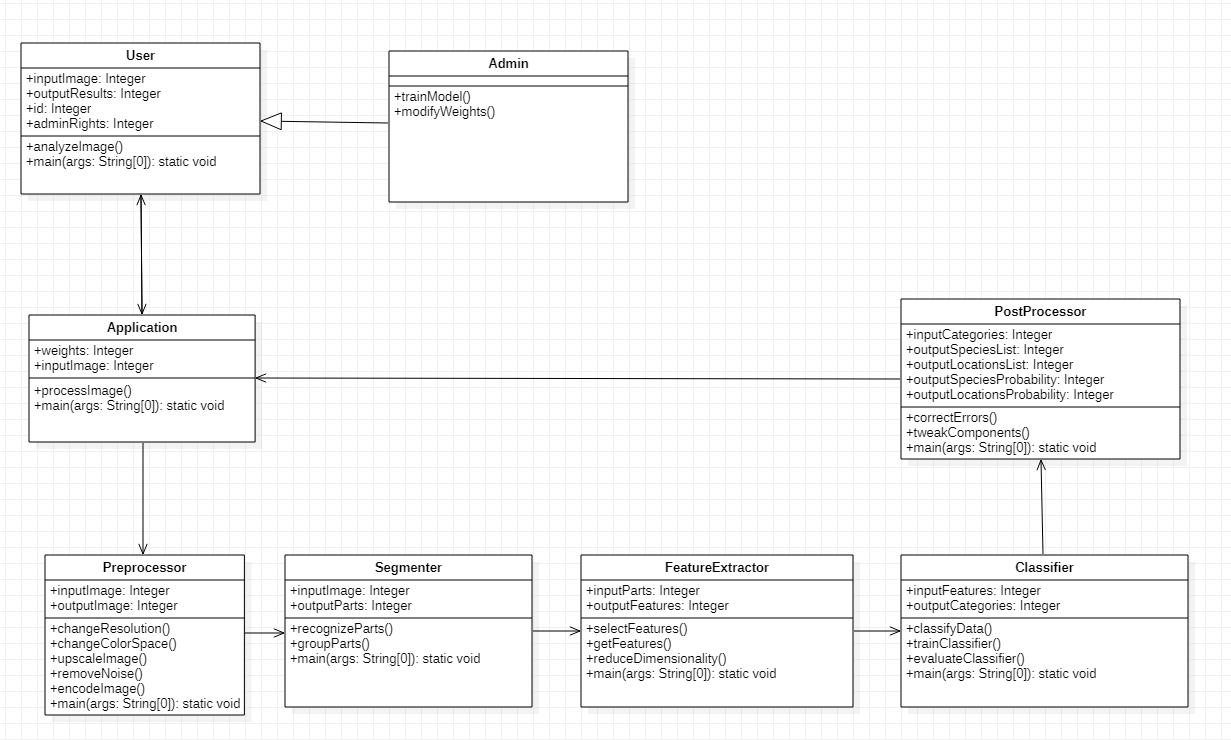 User
+inputImage: Integer
+outputResults: Integer
+id: Integer
+adminRights: Integer
+analyzeImage()
+main(args: String[0]): static void
Admin
+trainModel()
+modifyWeights()
Application
+weights: Integer
+inputImage: Integer
+processImage()
+main(args: String[0]): static void
PostProcessor
+inputCategories: Integer
+outputSpeciesList: Integer
+outputLocationsList: Integer
+outputSpeciesProbability: Integer
+outputLocationsProbability: Integer
+correctErrors()
+tweakComponents()
+main(args: String[0]): static void
Preprocessor
+inputImage: Integer
+outputImage: Integer
+changeResolution()
+changeColorSpace()
+upscaleImage()
+removeNoise()
+encodeImage()
+main(args: String[0]): static void
Segmenter
+inputImage: Integer
+outputParts: Integer
+recognizeParts()
+groupParts()
+main(args: String[0]): static void
FeatureExtractor
+inputParts: Integer
+outputFeatures: Integer
+selectFeatures()
+getFeatures()
+reduceDimensionality()
+main(args: String[0]): static void
Classifier
+inputFeatures: Integer
+outputCategories: Integer
+classifyData()
+trainClassifier()
+evaluateClassifier()
+main(args: String[0]): static void